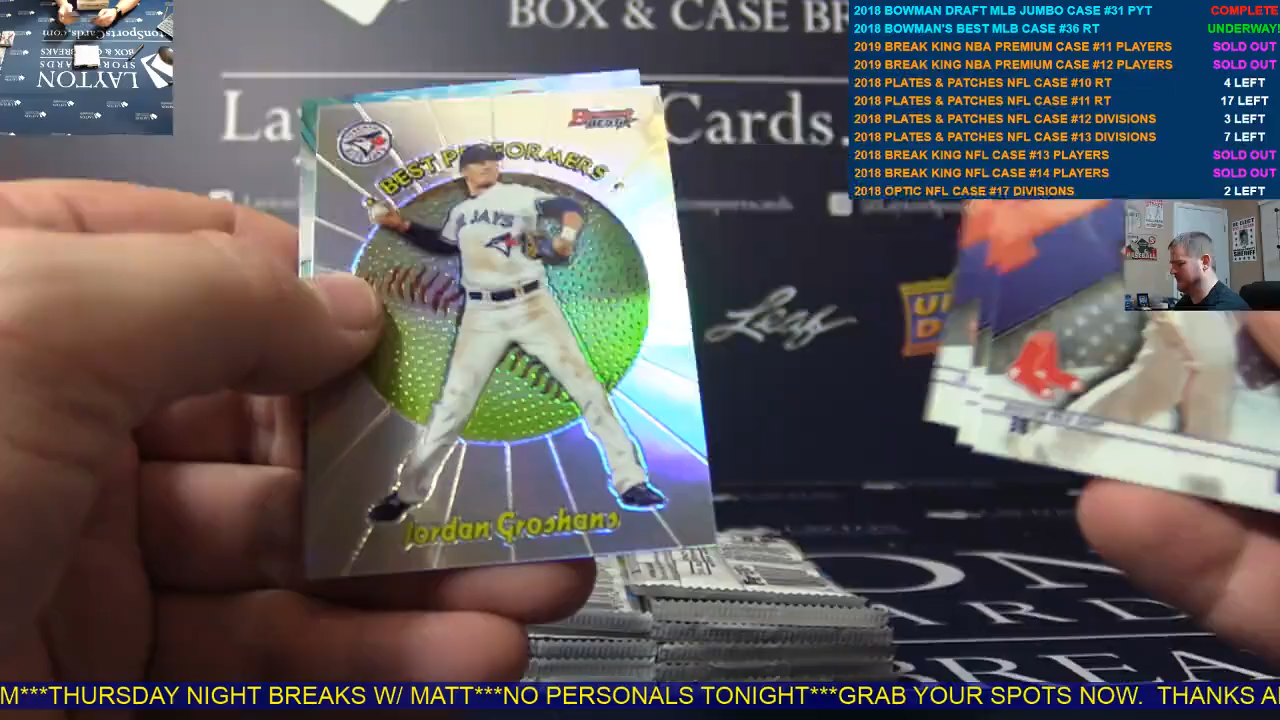 BOX & CASE BR
2018 BOWMAN DRAFT MLB JUMBO CASE #31 PYT COMPLETE
2018 BOWMAN'S BEST MLB CASE #36 RT UNDERWAY!
2019 BREAK KING NBA PREMIUM CASE #11 PLAYERS SOLD OUT
2019 BREAK KING NBA PREMIUM CASE #12 PLAYERS SOLD OUT
2018 PLATES & PATCHES NFL CASE #10 RT 4 LEFT
2018 PLATES & PATCHES NFL CASE #11 RT 17 LEFT
2018 PLATES & PATCHES NFL CASE #12 DIVISIONS 3 LEFT
2018 PLATES & PATCHES NFL CASE #13 DIVISIONS 7 LEFT
2018 BREAK KING NFL CASE #13 PLAYERS SOLD OUT
2018 BREAK KING NFL CASE #14 PLAYERS SOLD OUT
2018 OPTIC NFL CASE #17 DIVISIONS 2 LEFT
LAYTON
La Cards.
BEST PERFORMERS
JAYS
Leaf
Jordan Groshans
M***THURSDAY NIGHT BREAKS W/ MATT***NO PERSONALS TONIGHT***GRAB YOUR SPOTS NOW. THANKS A